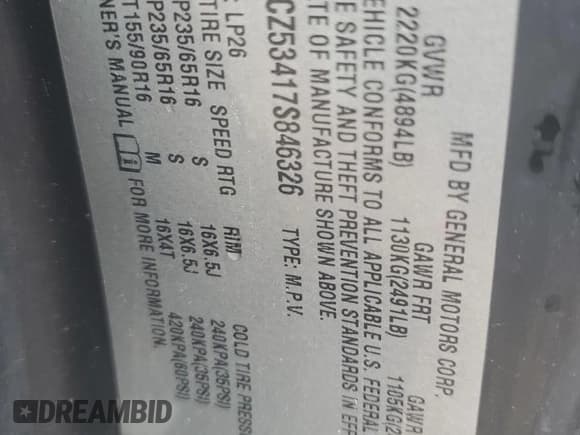 MFD BY GENERAL MOTORS CORP.
GVWR GAWR FRT GAWR
2220KG(4894LB) 1130KG(2491LB) 1105KG(2
EHICLE CONFORMS TO ALL APPLICABLE U.S. FEDERAL
E SAFETY AND THEFT PREVENTION STANDARDS IN EFF
TE OF MANUFACTURE SHOWN ABOVE.
CZ53417S846326 TYPE: M.P.V.
: LP26
TIRE SIZE SPEED RTG RIM COLD TIRE PRESS
P235/65R16 S 16X6.5J 240KPA(35PSI)
P235/65R16 S 16X6.5J 240KPA(35PSI)
T155/90R16 M 16X4T 420KPA(60PSI)
NER'S MANUAL FOR MORE INFORMATION.
DREAMBID